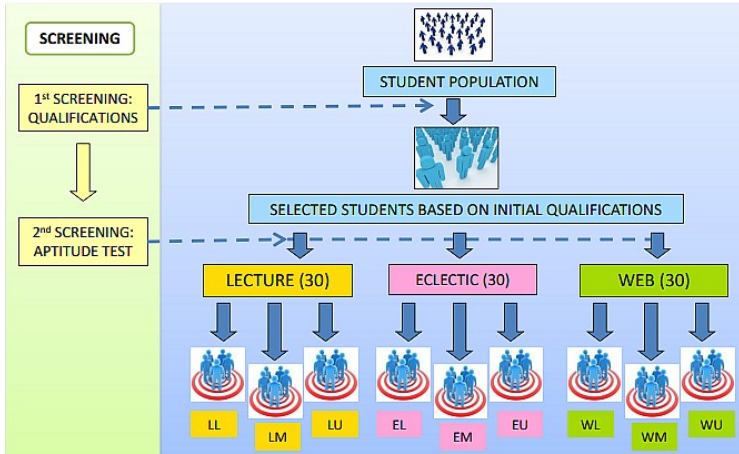 SCREENING
STUDENT POPULATION
1st SCREENING:
QUALIFICATIONS
SELECTED STUDENTS BASED ON INITIAL QUALIFICATIONS
2nd SCREENING:
APTITUDE TEST
LECTURE (30)
ECLECTIC (30)
WEB (30)
LL
LM
LU
EL
EM
EU
WL
WM
WU